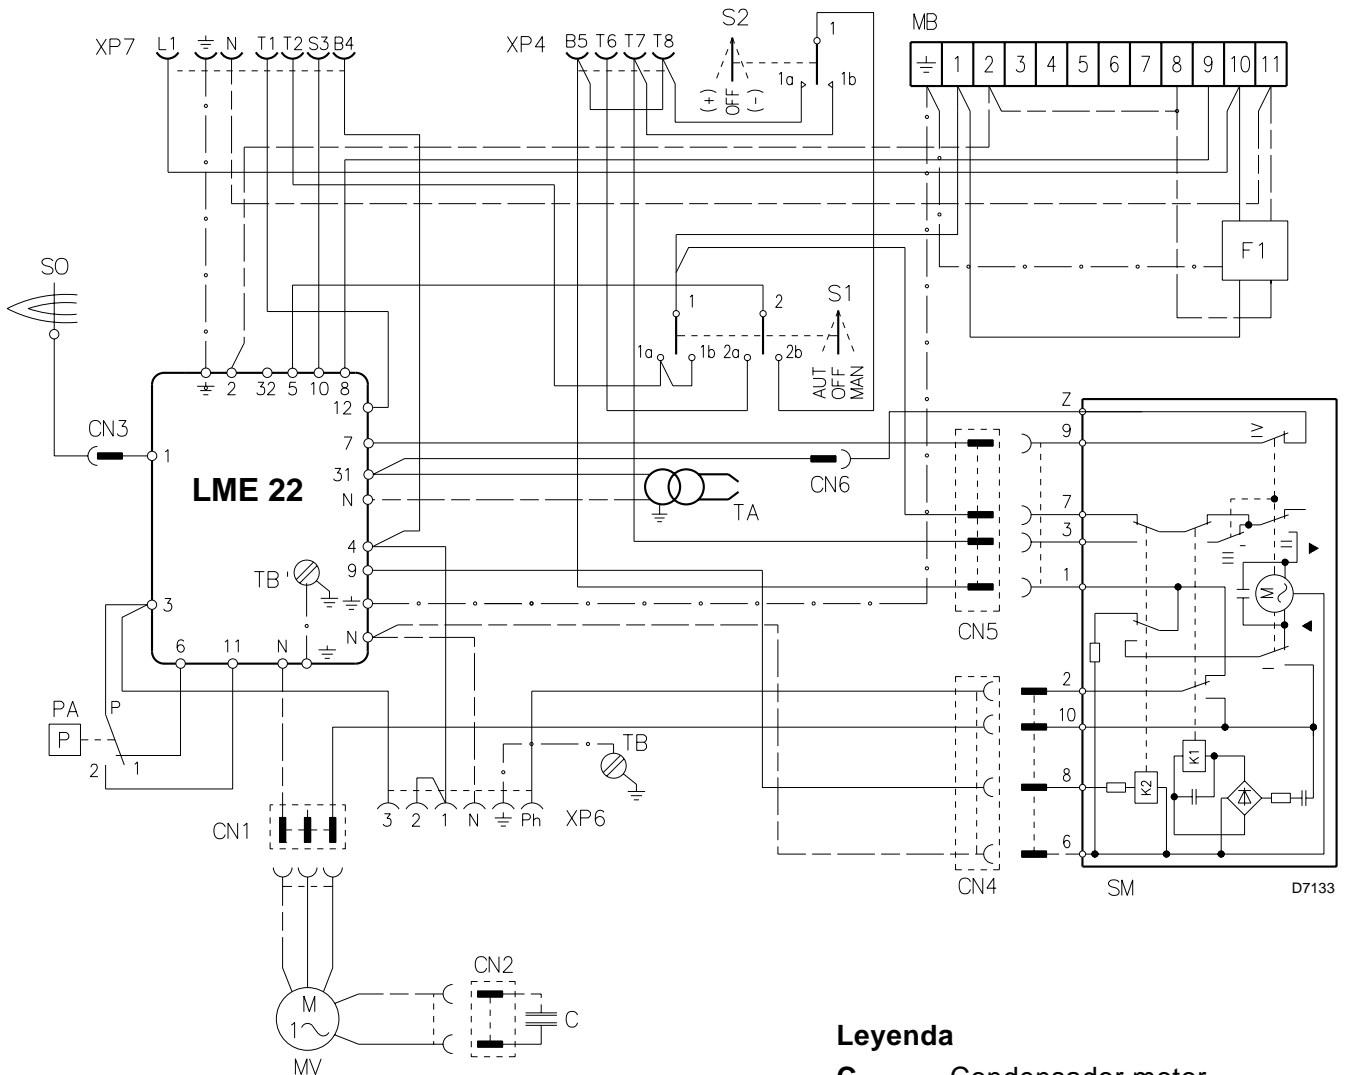 S2
MB
XP7 L1 N T1 T2 S3 B4
XP4 B5 T6 T7 T8
1
1a 1b
(+) OFF (-)
1 2 3 4 5 6 7 8 9 10 11
F1
SO
S1
1 2
1a 1b 2a 2b
AUT OFF MAN
2 32 5 10 8
12
CN3
1
7
31
N
LME 22
TA
CN6
4
9
TB'
3
N
6 11 N
Z
9
IV
7
3
III
II
M
1
I
CN5
2
10
8
6
K1
K2
CN4
SM
D7133
PA
P
P
2 1
TB
3 2 1 N Ph XP6
CN1
CN2
M
1
C
MV
Leyenda